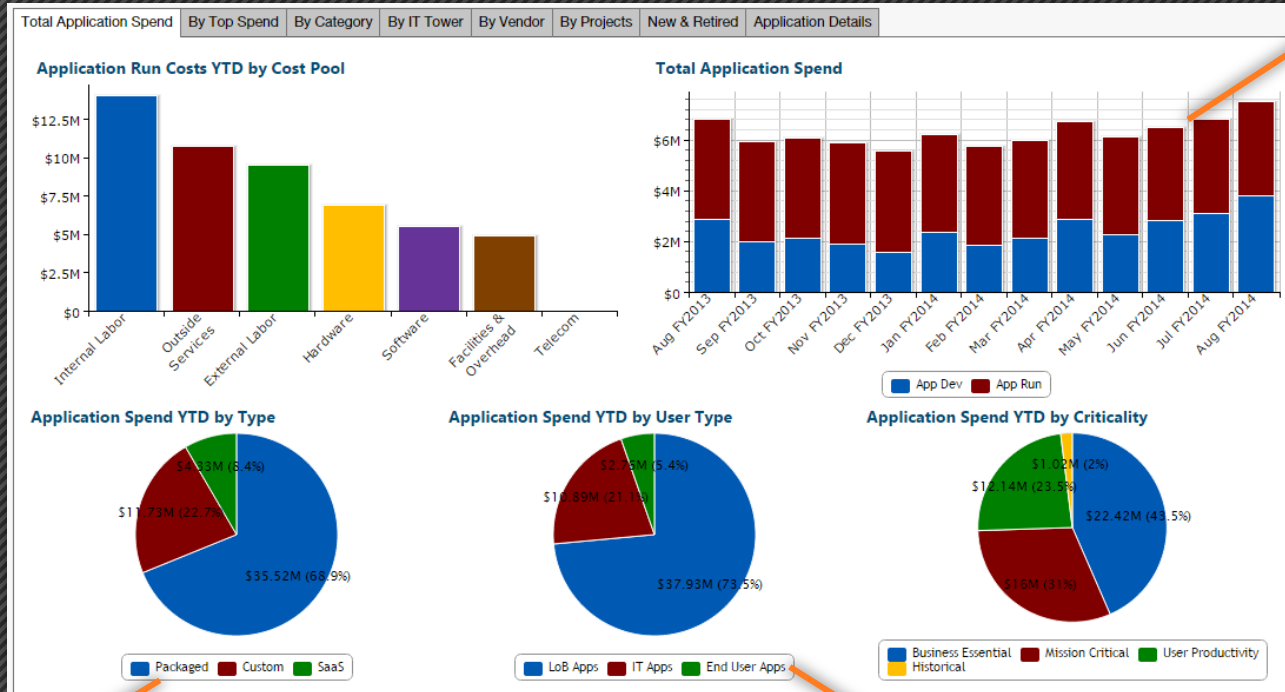 Total Application Spend By Top Spend By Category By IT Tower By Vendor By Projects New & Retired Application Details
Application Run Costs YTD by Cost Pool
$12.5M
$10M
$7.5M
$5M
$2.5M
$0
Internal Labor
Outside
Services
External Labor
Hardware
Software
Facilities &
Overhead
Telecom
Total Application Spend
$6M
$4M
$2M
$0
Aug FY2013
Sep FY2013
Oct FY2013
Nov FY2013
Dec FY2013
Jan FY2014
Feb FY2014
Mar FY2014
Apr FY2014
May FY2014
Jun FY2014
Jul FY2014
Aug FY2014
App Dev App Run
Application Spend YTD by Type
$4.33M (8.4%)
$11.73M (22.7%)
$35.52M (68.9%)
Packaged Custom SaaS
Application Spend YTD by User Type
$2.76M (5.4%)
$10.89M (21.1%)
$37.93M (73.5%)
LoB Apps IT Apps End User Apps
Application Spend YTD by Criticality
$1.02M (2%)
$12.14M (23.5%)
$22.42M (43.5%)
$16M (31%)
Business Essential Mission Critical User Productivity
Historical